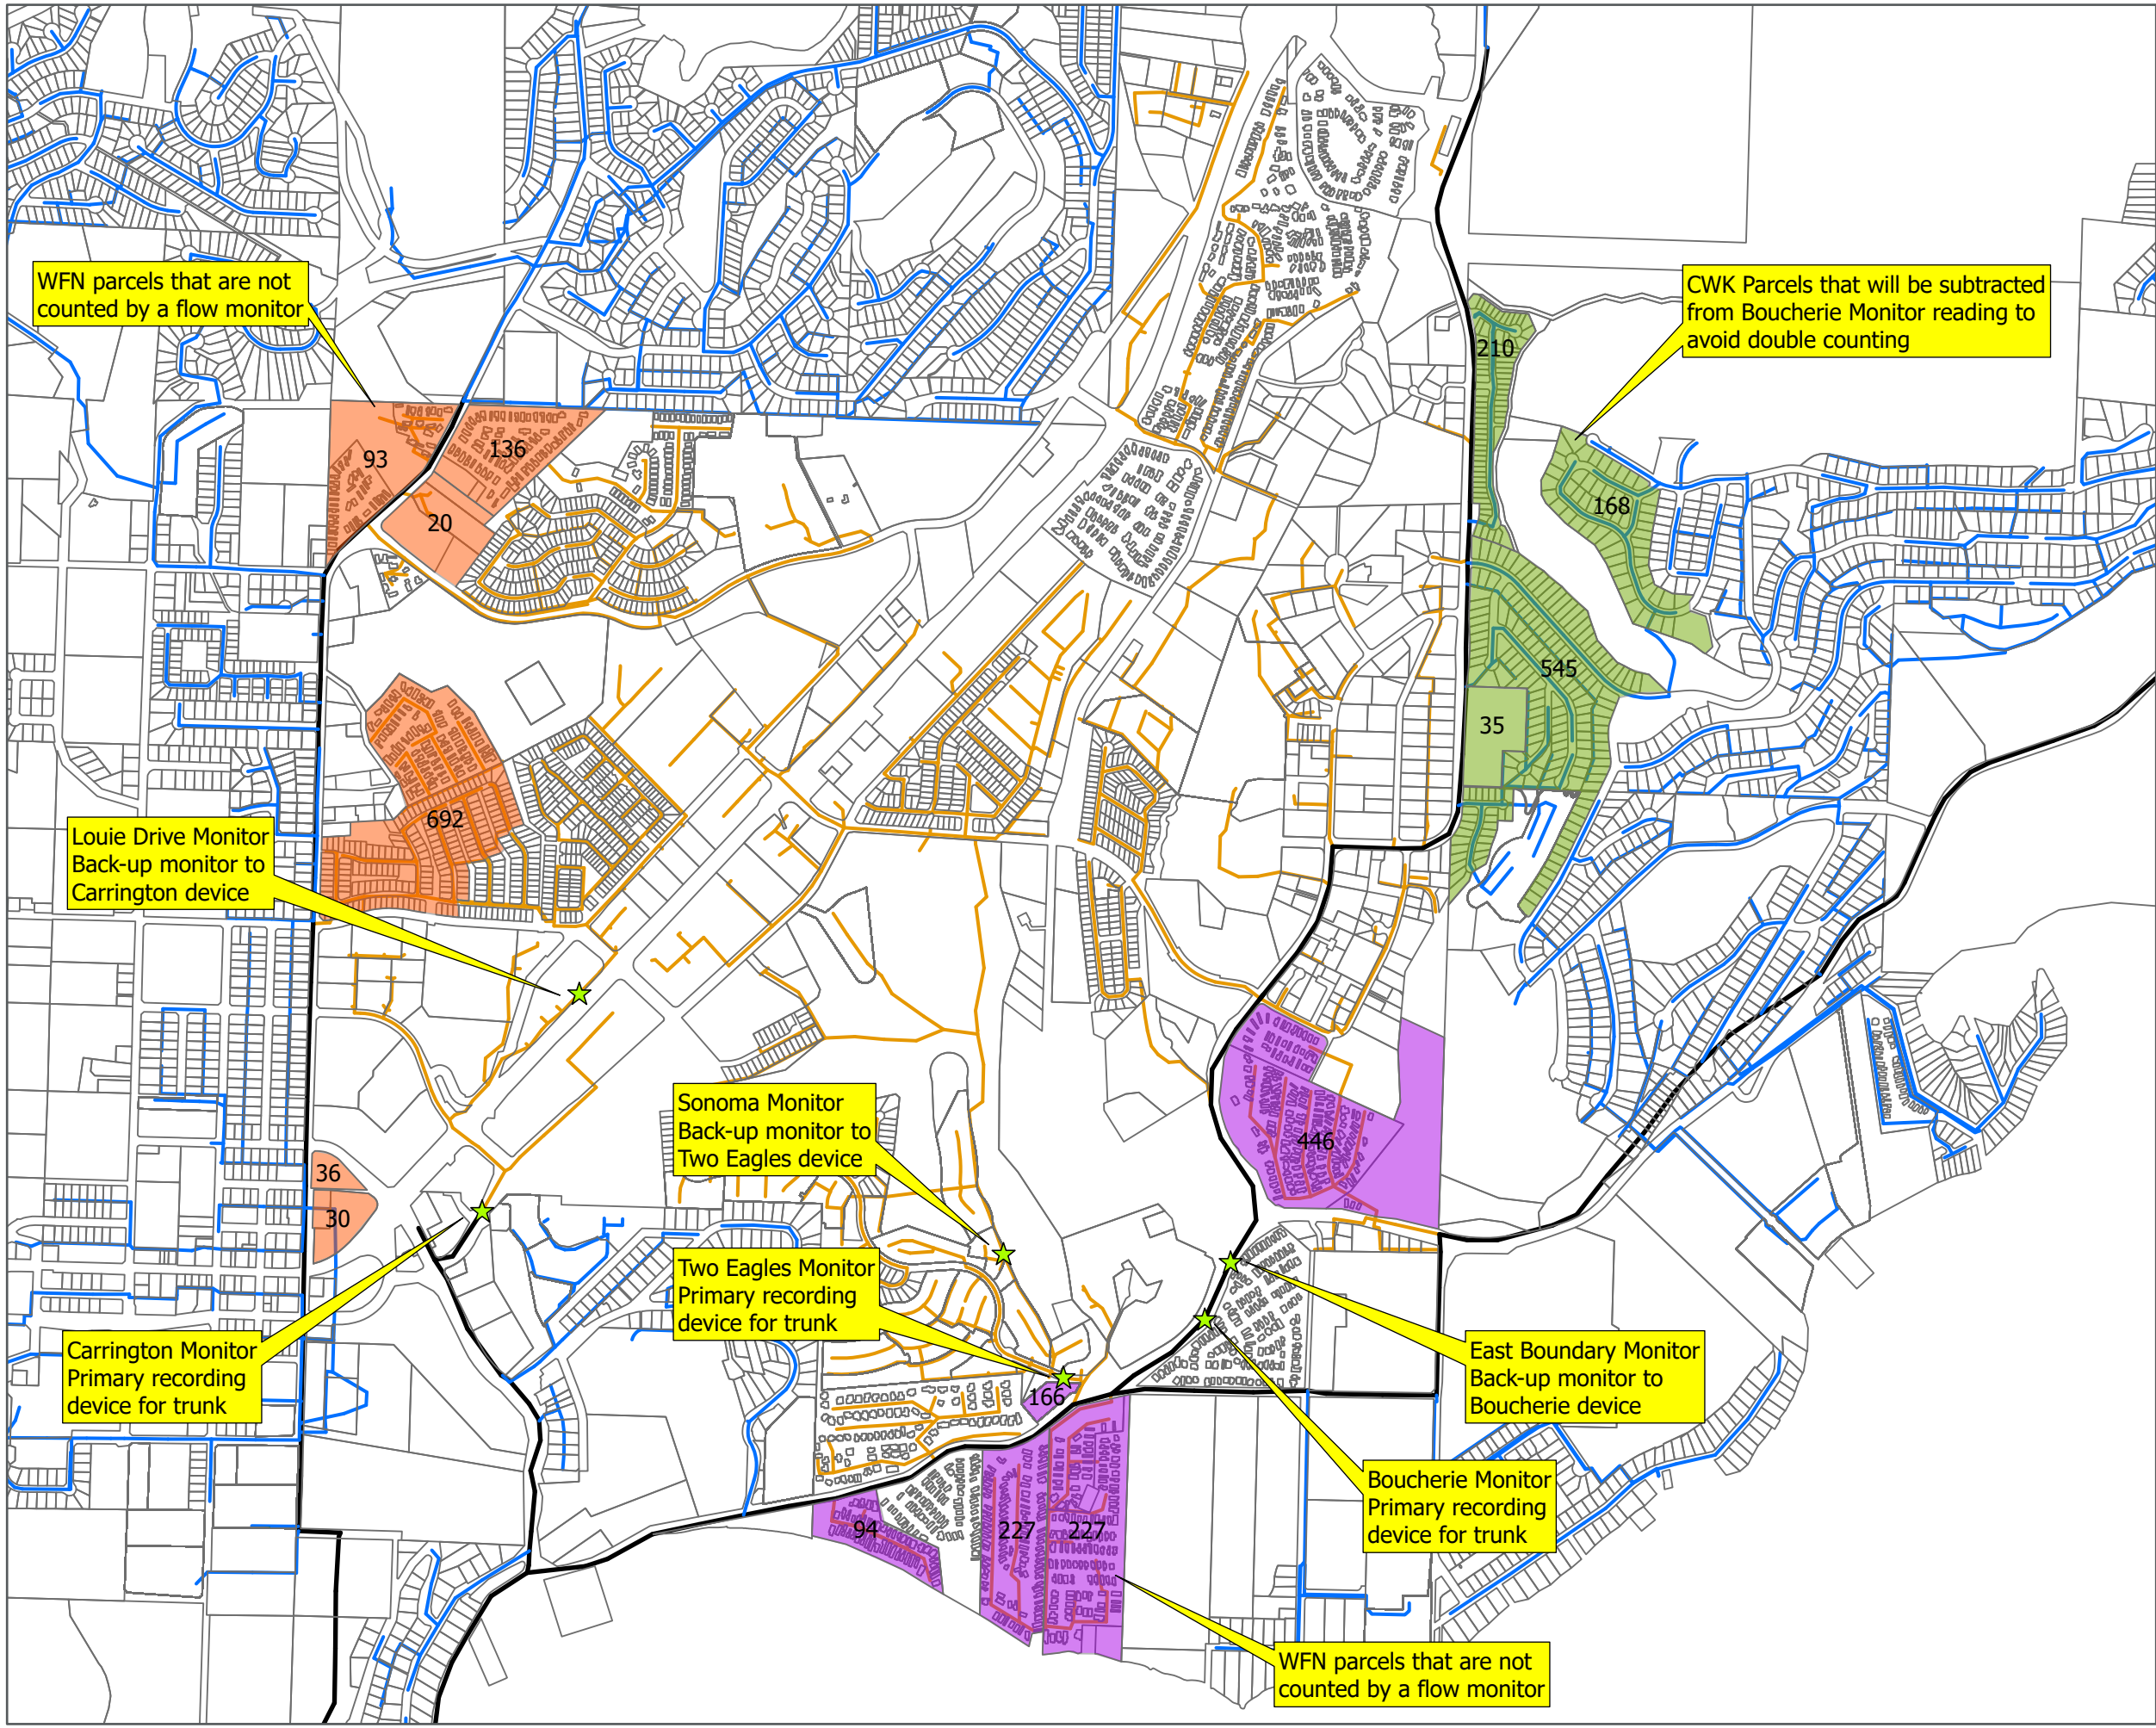 WFN parcels that are not
counted by a flow monitor
CWK Parcels that will be subtracted
from Boucherie Monitor reading to
avoid double counting
210
93
136
20
168
545
35
692
Louie Drive Monitor
Back-up monitor to
Carrington device
Sonoma Monitor
Back-up monitor to
Two Eagles device
446
36
30
Two Eagles Monitor
Primary recording
device for trunk
Carrington Monitor
Primary recording
device for trunk
East Boundary Monitor
Back-up monitor to
Boucherie device
166
Boucherie Monitor
Primary recording
device for trunk
94
227
227
WFN parcels that are not
counted by a flow monitor